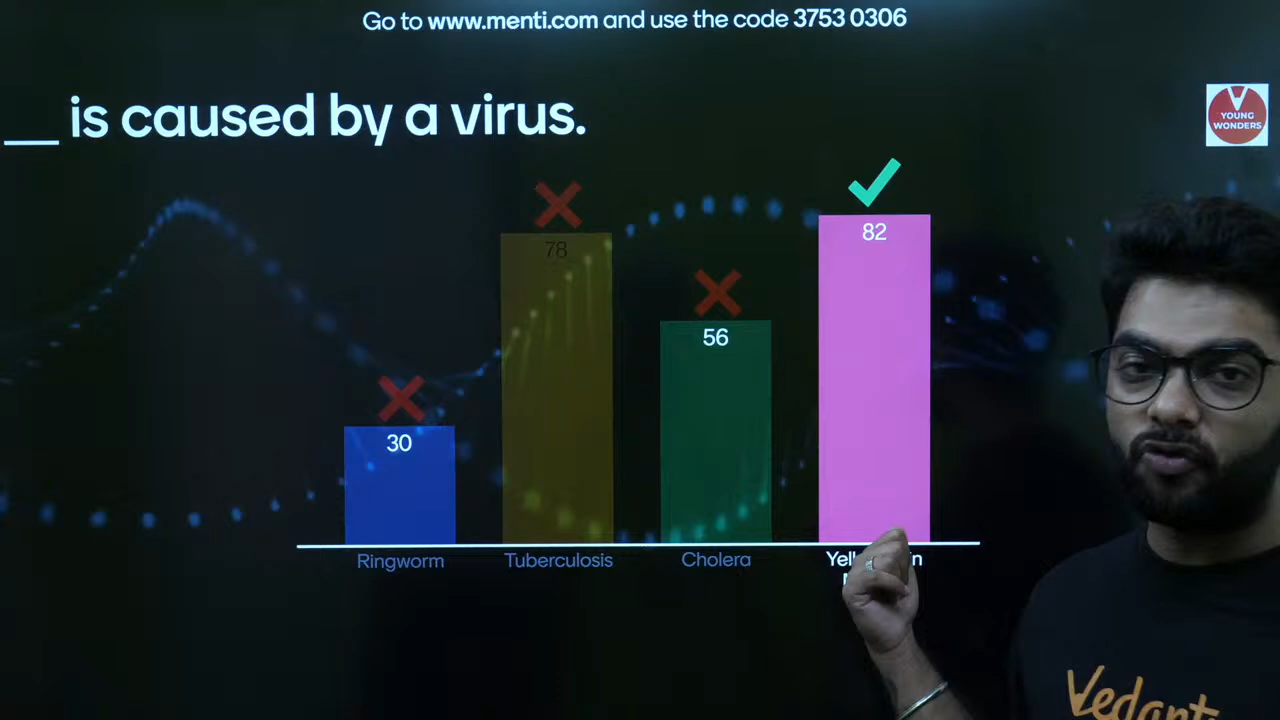 Go to www.menti.com and use the code 3753 0306
__ is caused by a virus.
YOUNG
WONDERS
78
82
56
30
Ringworm
Tuberculosis
Cholera